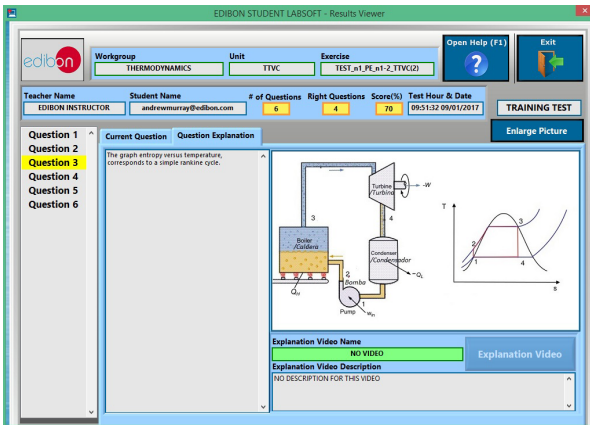 EDIBON STUDENT LABSOFT - Results Viewer
edibon
Workgroup
THERMODYNAMICS
Unit
TTVC
Exercise
TEST_n1_PE_n1-2_TTVC(2)
Open Help (F1)
?
Exit
Teacher Name
EDIBON INSTRUCTOR
Student Name
andrewmurray@edibon.com
# of Questions
6
Right Questions
4
Score(%)
70
Test Hour & Date
09:51:32 09/01/2017
TRAINING TEST
Question 1
Question 2
Question 3
Question 4
Question 5
Question 6
Current Question
Question Explanation
Enlarge Picture
The graph entropy versus temperature,
corresponds to a simple rankine cycle.
Turbine
/Turbina
-W
3
4
Boiler
/Caldera
Condenser
/Condensador
2
Bomba
1
Pump
T
3
2
1
4
s
Explanation Video Name
NO VIDEO
Explanation Video
Explanation Video Description
NO DESCRIPTION FOR THIS VIDEO